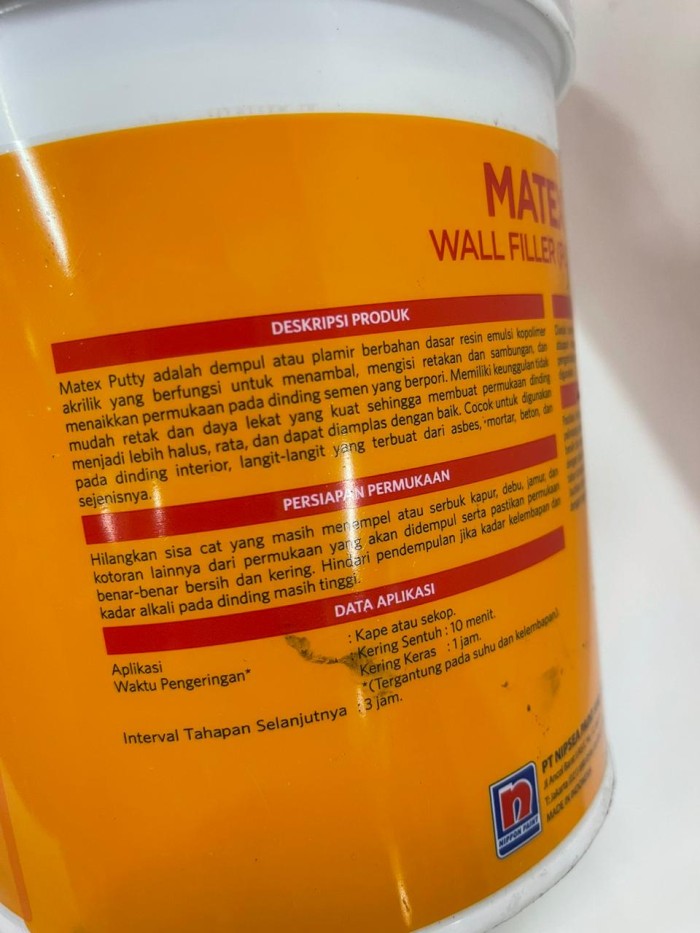 MATEX
WALL FILLER
DESKRIPSI PRODUK
Matex Putty adalah dempul atau plamir berbahan dasar resin emulsi kopolimer
akrilik yang berfungsi untuk menambal, mengisi retakan dan sambungan, dan
menaikkan permukaan pada dinding semen yang berpori. Memiliki keunggulan tidak
mudah retak dan daya lekat yang kuat sehingga membuat permukaan dinding
menjadi lebih halus, rata, dan dapat diamplas dengan baik. Cocok untuk digunakan
pada dinding interior, langit-langit yang terbuat dari asbes, mortar, beton, dan
sejenisnya.
PERSIAPAN PERMUKAAN
Hilangkan sisa cat yang masih menempel atau serbuk kapur, debu, jamur, dan
kotoran lainnya dari permukaan yang akan didempul serta pastikan permukaan
benar-benar bersih dan kering. Hindari pendempulan jika kadar kelembapan dan
kadar alkali pada dinding masih tinggi.
DATA APLIKASI
Aplikasi : Kape atau sekop.
Waktu Pengeringan* : Kering Sentuh : 10 menit.
Kering Keras : 1 jam.
*(Tergantung pada suhu dan kelembapan)
Interval Tahapan Selanjutnya : 3 jam.
PT NIPSEA PAINT
MADE IN INDONESIA
n
NIPPON PAINT